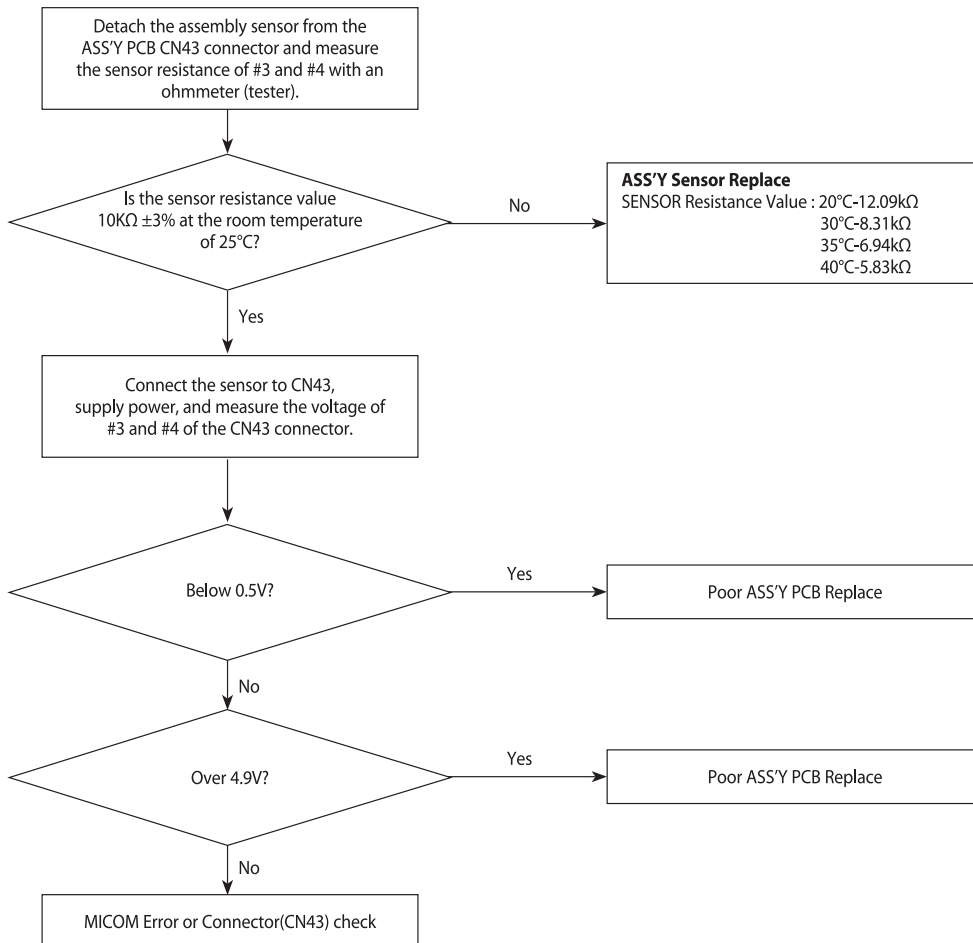 Detach the assembly sensor from the
ASS'Y PCB CN43 connector and measure
the sensor resistance of #3 and #4 with an
ohmmeter (tester).
Is the sensor resistance value
10KΩ ±3% at the room temperature
of 25°C?
No
ASS'Y Sensor Replace
SENSOR Resistance Value : 20°C-12.09kΩ
30°C-8.31kΩ
35°C-6.94kΩ
40°C-5.83kΩ
Yes
Connect the sensor to CN43,
supply power, and measure the voltage of
#3 and #4 of the CN43 connector.
Below 0.5V?
Yes
Poor ASS'Y PCB Replace
No
Over 4.9V?
Yes
Poor ASS'Y PCB Replace
No
MICOM Error or Connector(CN43) check